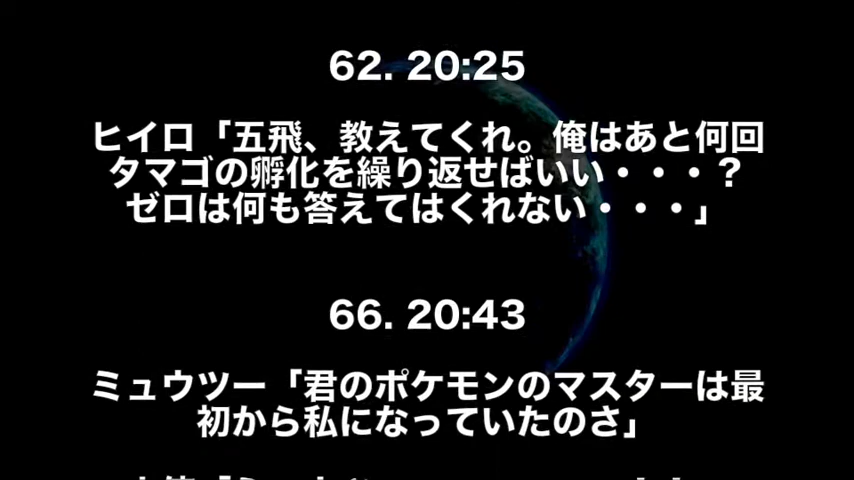 62. 20:25
ヒイロ「五飛、教えてくれ。俺はあと何回
タマゴの孵化を繰り返せばいい・・・？
ゼロは何も答えてはくれない・・・」
66. 20:43
ミュウツー「君のポケモンのマスターは最
初から私になっていたのさ」